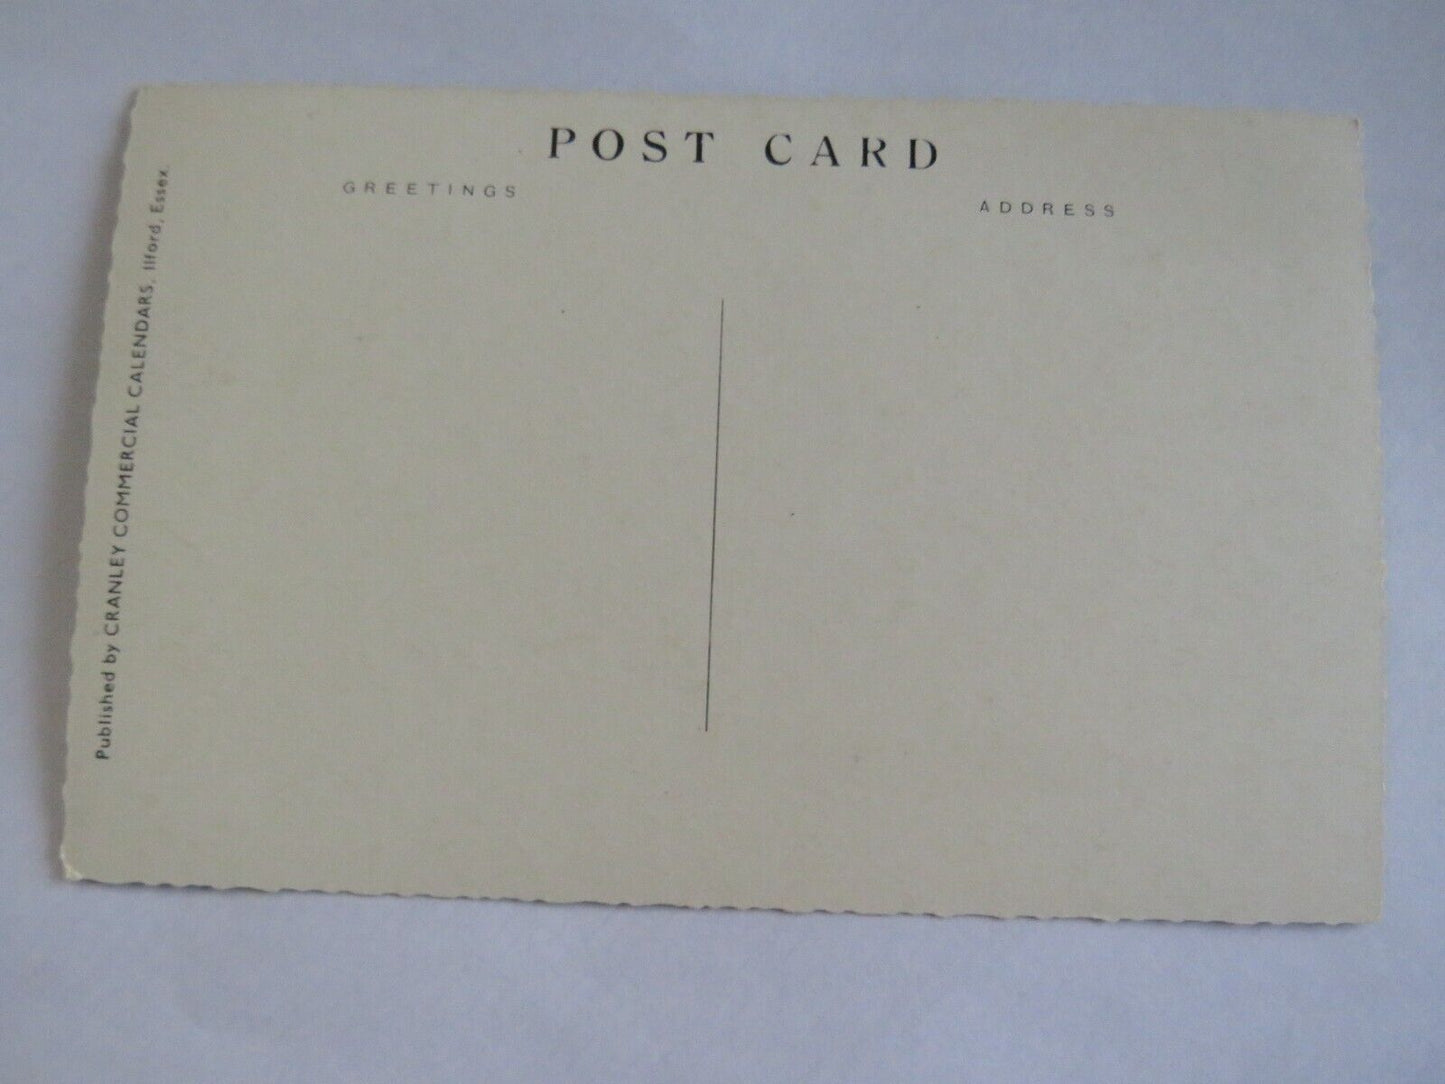 POST CARD
GREETINGS
ADDRESS
Published by CRANLEY COMMERCIAL CALENDARS, Ilford, Essex.